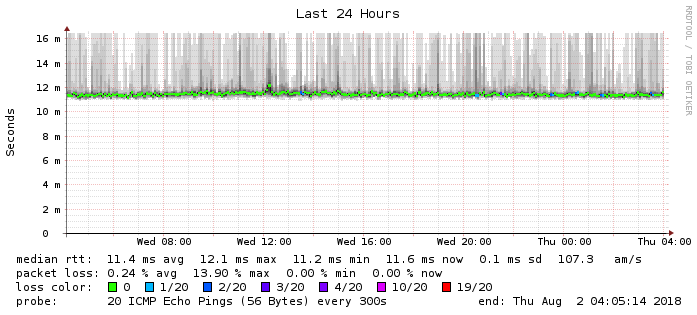 Last 24 Hours
RRDTOOL / TOBI OETIKER
Seconds
16 m
14 m
12 m
10 m
8 m
6 m
4 m
2 m
0
Wed 08:00 Wed 12:00 Wed 16:00 Wed 20:00 Thu 00:00 Thu 04:00
median rtt: 11.4 ms avg 12.1 ms max 11.2 ms min 11.6 ms now 0.1 ms sd 107.3 am/s
packet loss: 0.24 % avg 13.90 % max 0.00 % min 0.00 % now
loss color: 0 1/20 2/20 3/20 4/20 10/20 19/20
probe: 20 ICMP Echo Pings (56 Bytes) every 300s end: Thu Aug 2 04:05:14 2018